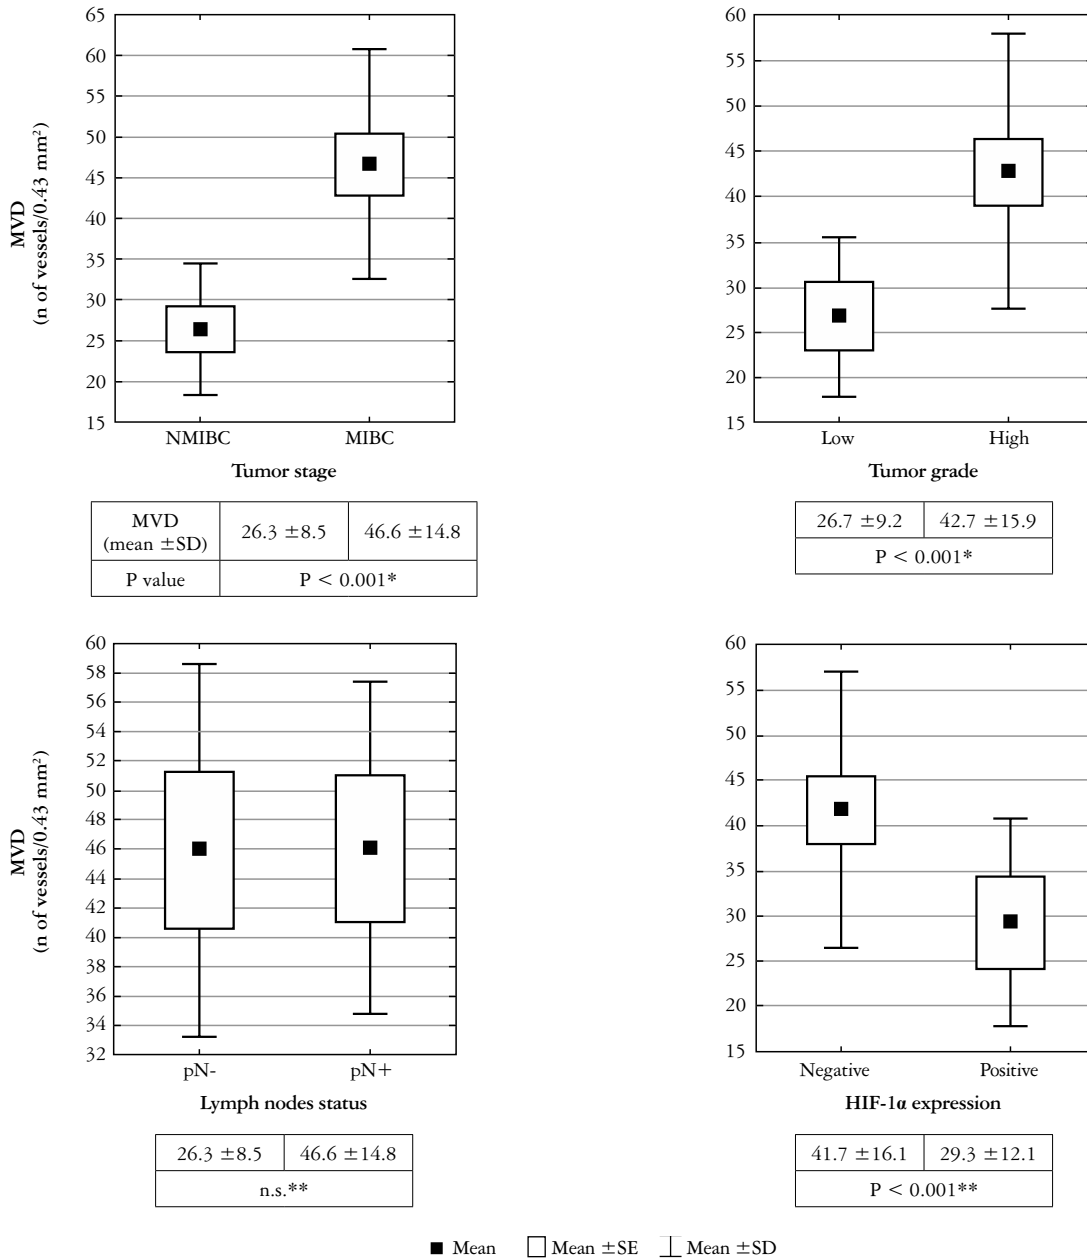 65
60
55
50
45
40
35
30
25
20
15
MVD
(n of vessels/0.43 mm²)
NMIBC MIBC
Tumor stage
MVD
(mean ±SD)
26.3 ±8.5 46.6 ±14.8
P value P < 0.001*
60
55
50
45
40
35
30
25
20
15
Low High
Tumor grade
26.7 ±9.2 42.7 ±15.9
P < 0.001*
60
58
56
54
52
50
48
46
44
42
40
38
36
34
32
MVD
(n of vessels/0.43 mm²)
pN- pN+
Lymph nodes status
26.3 ±8.5 46.6 ±14.8
n.s.**
60
55
50
45
40
35
30
25
20
15
Negative Positive
HIF-1α expression
41.7 ±16.1 29.3 ±12.1
P < 0.001**
Mean Mean ±SE Mean ±SD